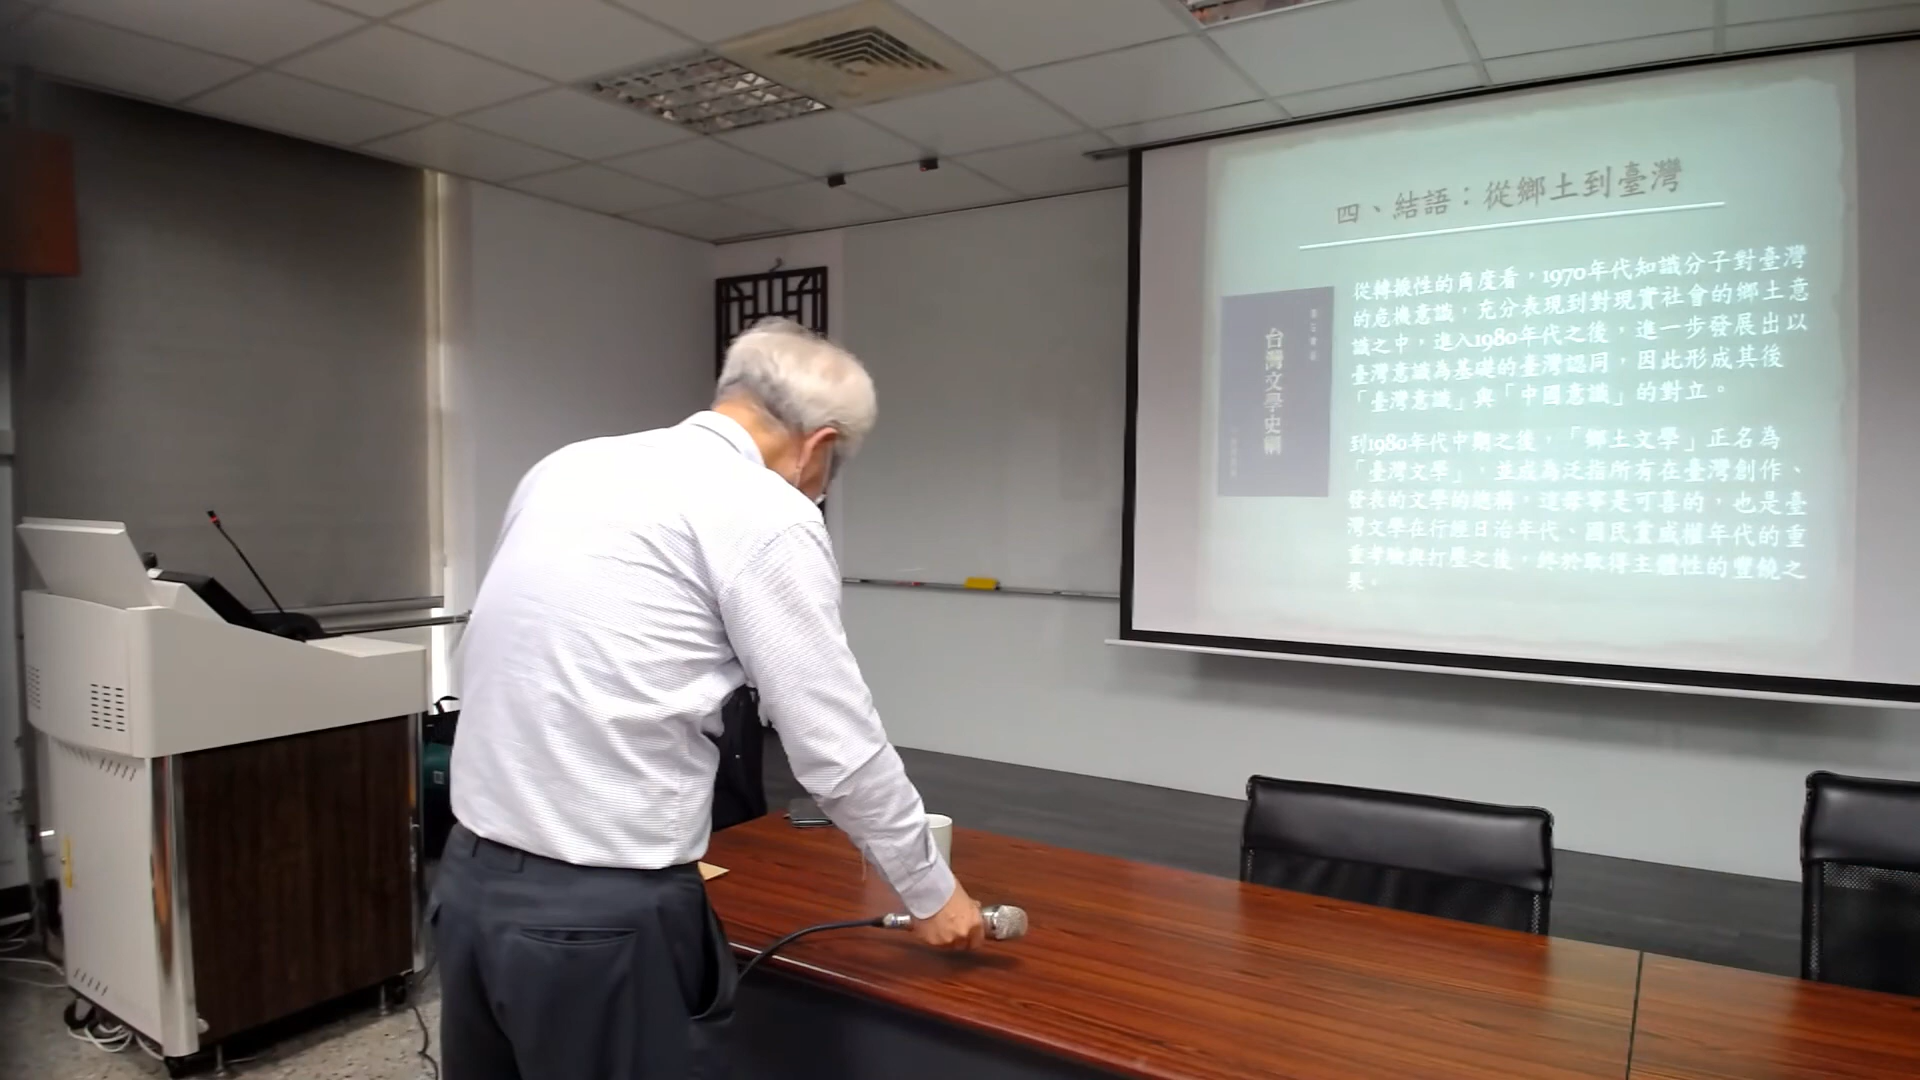 四、結語：從鄉土到臺灣
從轉換性的角度看，1970年代知識分子對臺灣
的危機意識，充分表現到對現實社會的鄉土意
識之中，進入1980年代之後，進一步發展出以
臺灣意識為基礎的臺灣認同，因此形成其後
「臺灣意識」與「中國意識」的對立。
到1980年代中期之後，「鄉土文學」正名為
「臺灣文學」，並成為泛指所有在臺灣創作、
發表的文學的總稱，這毋寧是可喜的，也是臺
灣文學在行經日治年代、國民黨威權年代的重
重考驗與打壓之後，終於取得主體性的豐饒之
果。
台灣文學史綱